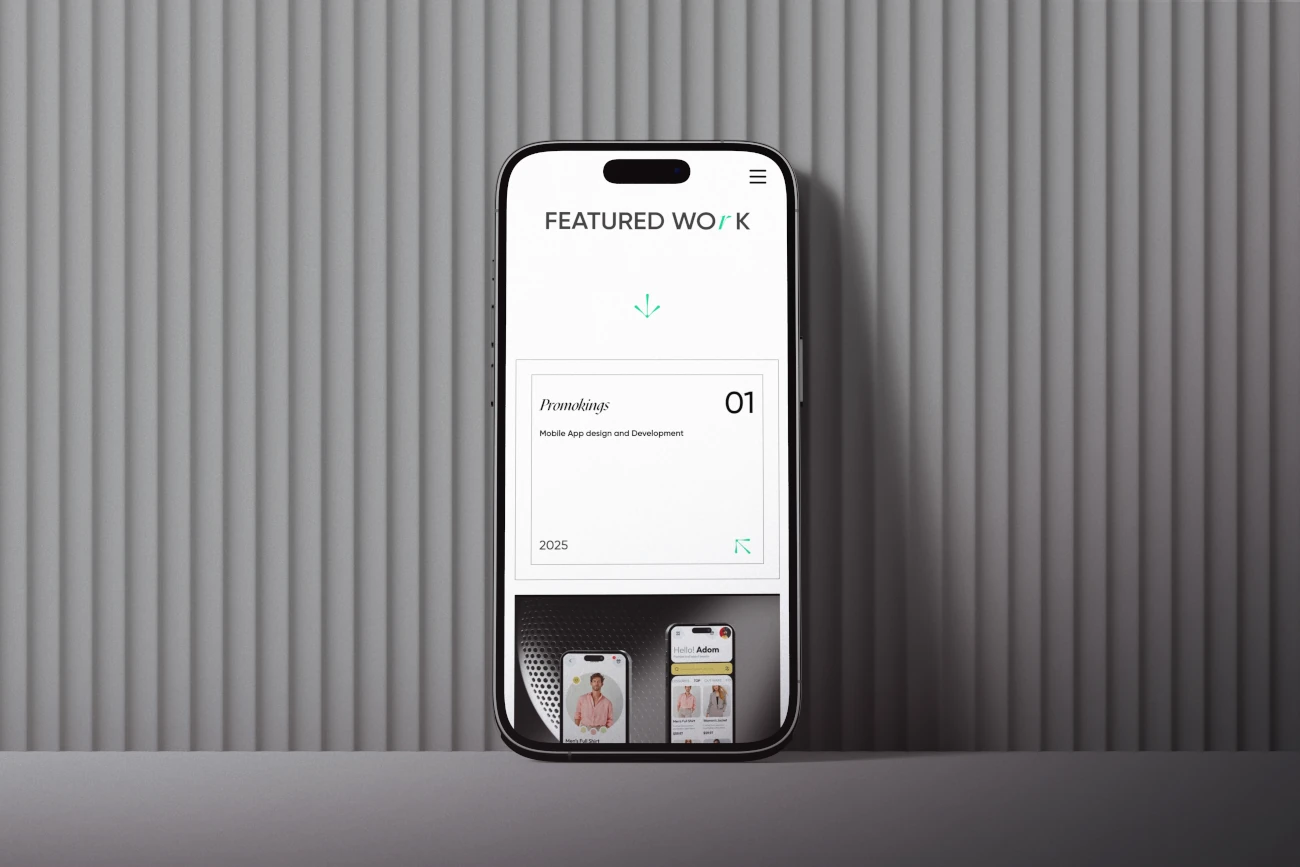 FEATURED WOrK
Promokings
01
Mobile App design and Development
2025
Hello! Adom
TOP
Men's Full Shirt
Men's Full Shirt
Women's Jacket